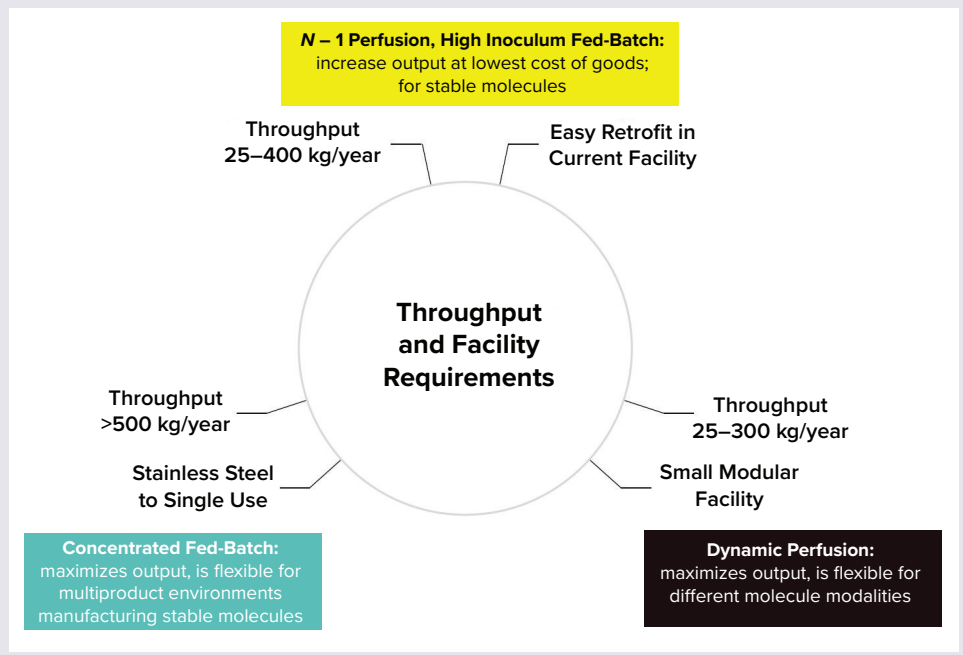 N – 1 Perfusion, High Inoculum Fed-Batch:
increase output at lowest cost of goods;
for stable molecules
Throughput
25–400 kg/year
Easy Retrofit in
Current Facility
Throughput
and Facility
Requirements
Throughput
>500 kg/year
Throughput
25–300 kg/year
Stainless Steel
to Single Use
Small Modular
Facility
Concentrated Fed-Batch:
maximizes output, is flexible for
multiproduct environments
manufacturing stable molecules
Dynamic Perfusion:
maximizes output, is flexible for
different molecule modalities